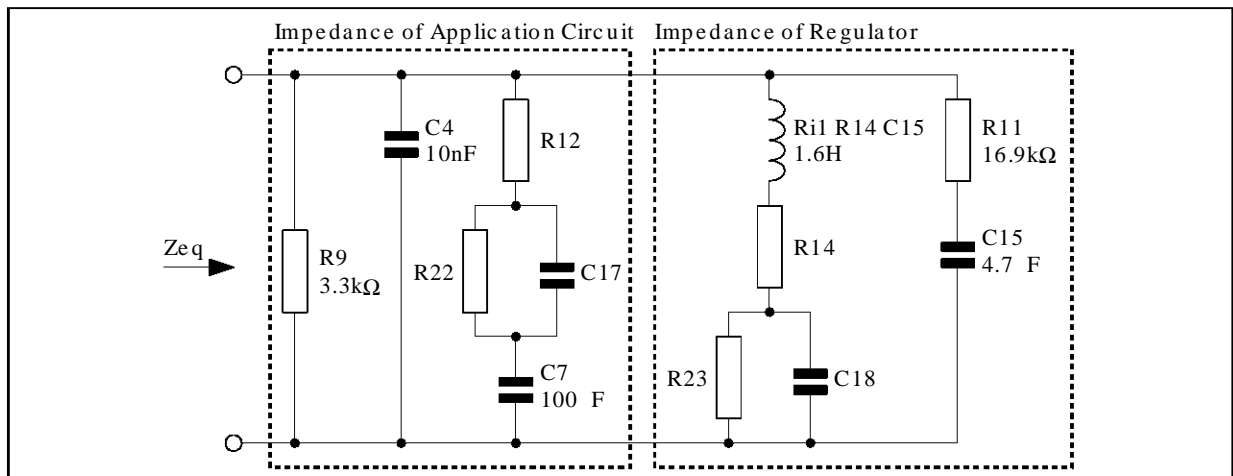 Impedance of Application Circuit
Impedance of Regulator
C4
10nF
R12
Ri1 R14 C15
1.6H
R11
16.9kΩ
Zeq
R9
3.3kΩ
R22
C17
R14
C15
4.7 F
C7
100 F
R23
C18